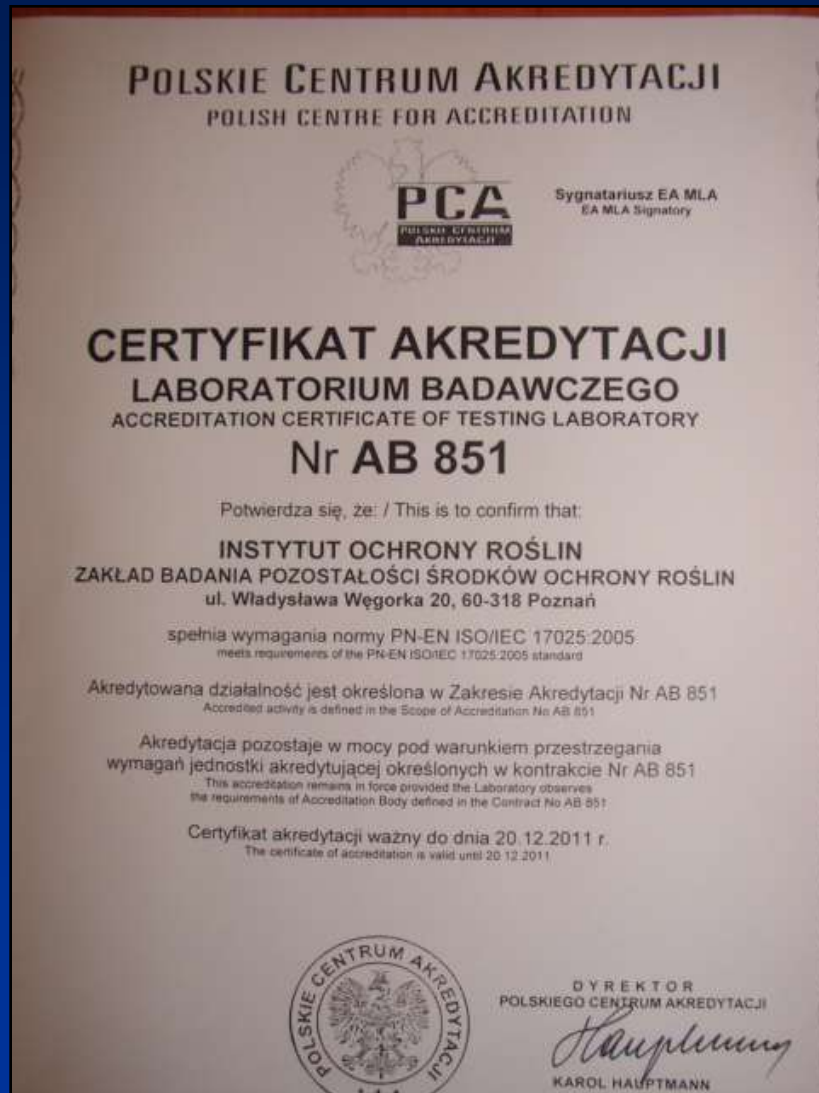 POLSKIE CENTRUM AKREDYTACJI
POLISH CENTRE FOR ACCREDITATION
PCA
POLSKIE CENTRUM
AKREDYTACJI
Sygnatariusz EA MLA
EA MLA Signatory
CERTYFIKAT AKREDYTACJI
LABORATORIUM BADAWCZEGO
ACCREDITATION CERTIFICATE OF TESTING LABORATORY
Nr AB 851
Potwierdza się, że: / This is to confirm that:
INSTYTUT OCHRONY ROŚLIN
ZAKŁAD BADANIA POZOSTAŁOŚCI ŚRODKÓW OCHRONY ROŚLIN
ul. Władysława Węgorka 20, 60-318 Poznań
spełnia wymagania normy PN-EN ISO/IEC 17025:2005
meets requirements of the PN-EN ISO/IEC 17025:2005 standard
Akredytowana działalność jest określona w Zakresie Akredytacji Nr AB 851
Accredited activity is defined in the Scope of Accreditation No AB 851
Akredytacja pozostaje w mocy pod warunkiem przestrzegania
wymagań jednostki akredytującej określonych w kontrakcie Nr AB 851
This accreditation remains in force provided the Laboratory observes
the requirements of Accreditation Body defined in the Contract No AB 851
Certyfikat akredytacji ważny do dnia 20.12.2011 r.
The certificate of accreditation is valid until 20.12.2011
POLSKIE CENTRUM AKREDYTACJI
DYREKTOR
POLSKIEGO CENTRUM AKREDYTACJI
Hauptmann
KAROL HAUPTMANN